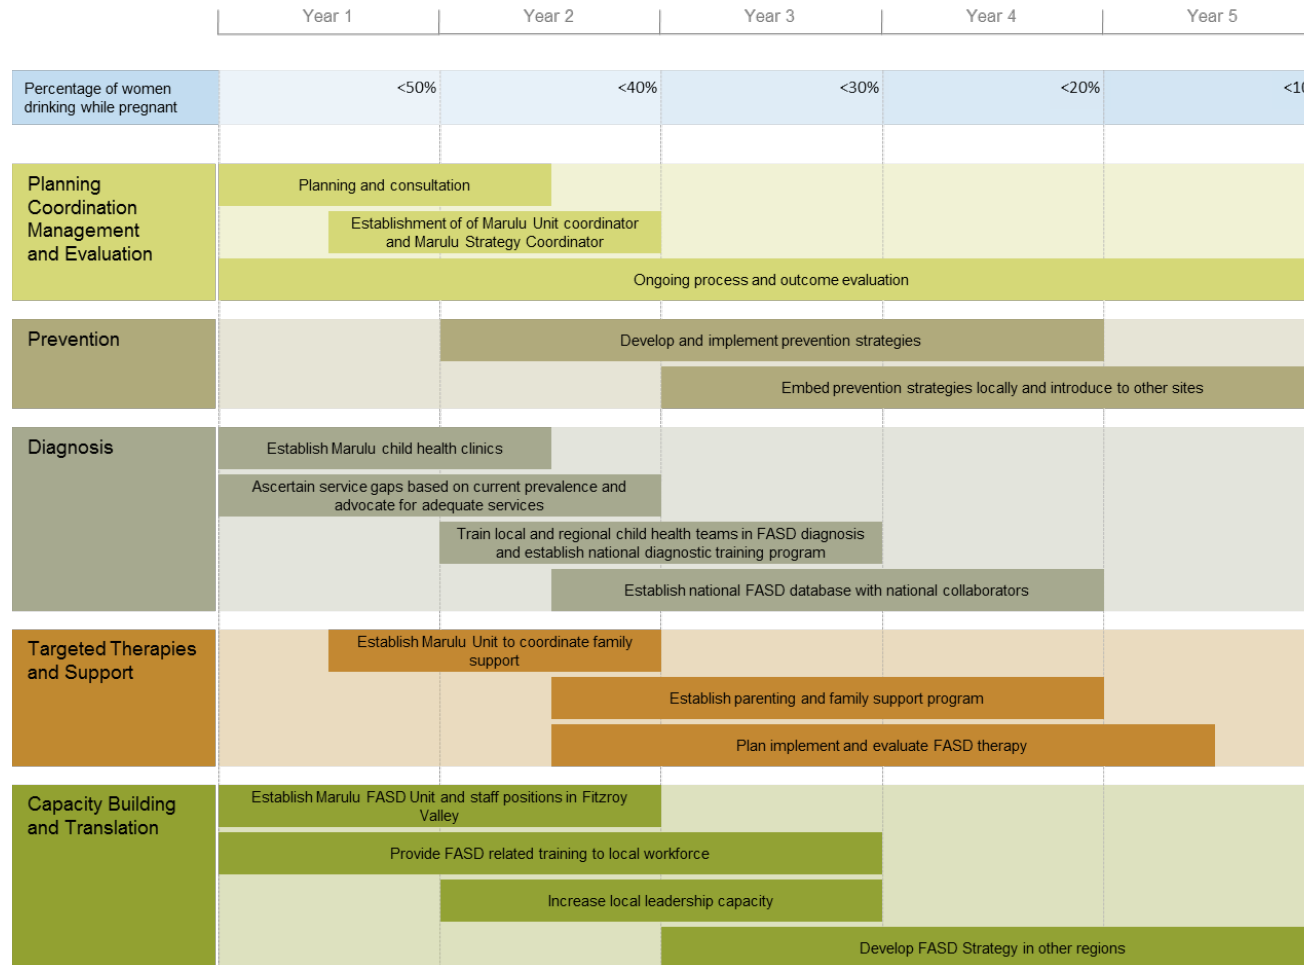 Year 1
Year 2
Year 3
Year 4
Year 5
Percentage of women
drinking while pregnant
<50%
<40%
<30%
<20%
<10
Planning
Coordination
Management
and Evaluation
Planning and consultation
Establishment of of Marulu Unit coordinator
and Marulu Strategy Coordinator
Ongoing process and outcome evaluation
Prevention
Develop and implement prevention strategies
Embed prevention strategies locally and introduce to other sites
Diagnosis
Establish Marulu child health clinics
Ascertain service gaps based on current prevalence and
advocate for adequate services
Train local and regional child health teams in FASD diagnosis
and establish national diagnostic training program
Establish national FASD database with national collaborators
Targeted Therapies
and Support
Establish Marulu Unit to coordinate family
support
Establish parenting and family support program
Plan implement and evaluate FASD therapy
Capacity Building
and Translation
Establish Marulu FASD Unit and staff positions in Fitzroy
Valley
Provide FASD related training to local workforce
Increase local leadership capacity
Develop FASD Strategy in other regions